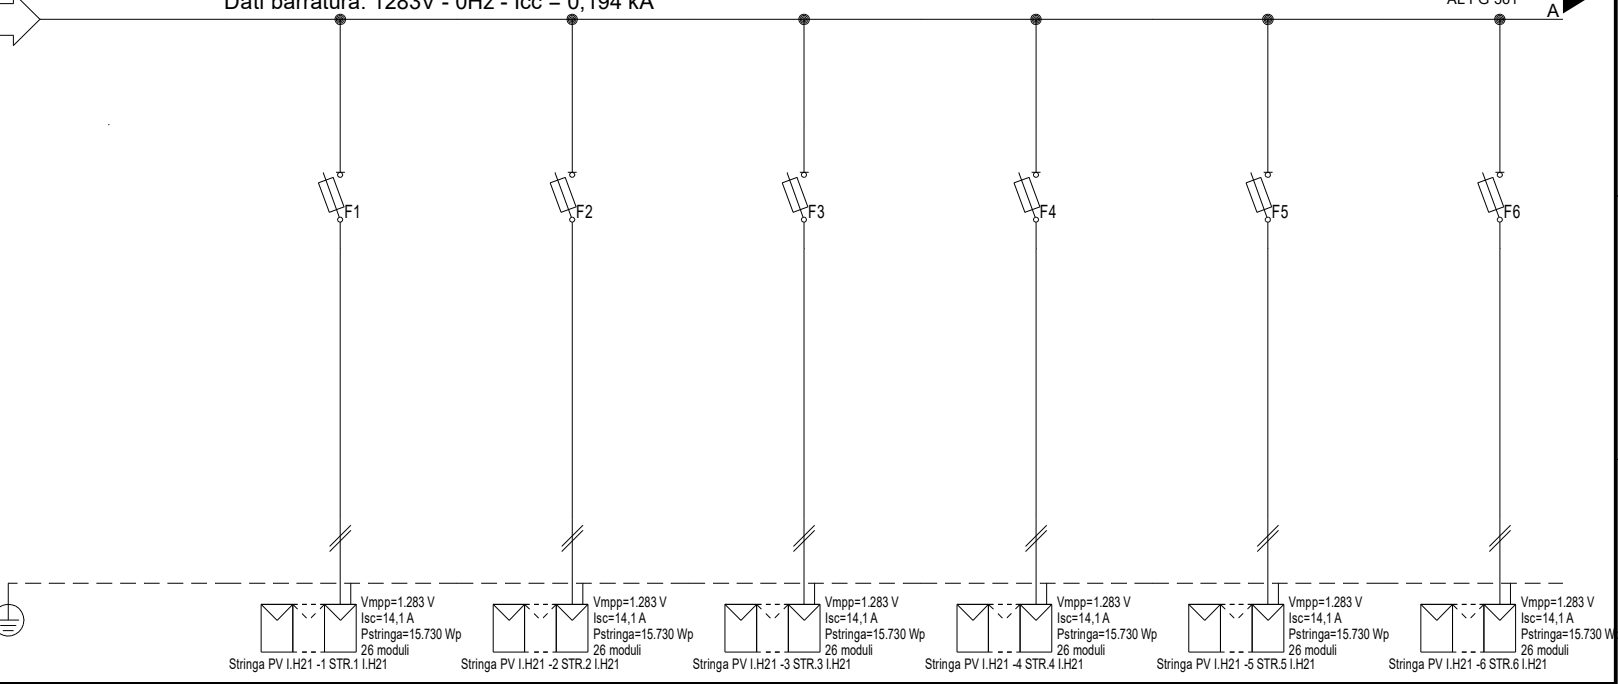 Dati barratura: 1283V - 0Hz - Icc = 0,194 kA
A
F1
F2
F3
F4
F5
F6
Vmpp=1.283 V
Isc=14,1 A
Pstringa=15.730 Wp
26 moduli
Stringa PV I.H21 -1 STR.1 I.H21
Vmpp=1.283 V
Isc=14,1 A
Pstringa=15.730 Wp
26 moduli
Stringa PV I.H21 -2 STR.2 I.H21
Vmpp=1.283 V
Isc=14,1 A
Pstringa=15.730 Wp
26 moduli
Stringa PV I.H21 -3 STR.3 I.H21
Vmpp=1.283 V
Isc=14,1 A
Pstringa=15.730 Wp
26 moduli
Stringa PV I.H21 -4 STR.4 I.H21
Vmpp=1.283 V
Isc=14,1 A
Pstringa=15.730 Wp
26 moduli
Stringa PV I.H21 -5 STR.5 I.H21
Vmpp=1.283 V
Isc=14,1 A
Pstringa=15.730 W
26 moduli
Stringa PV I.H21 -6 STR.6 I.H21